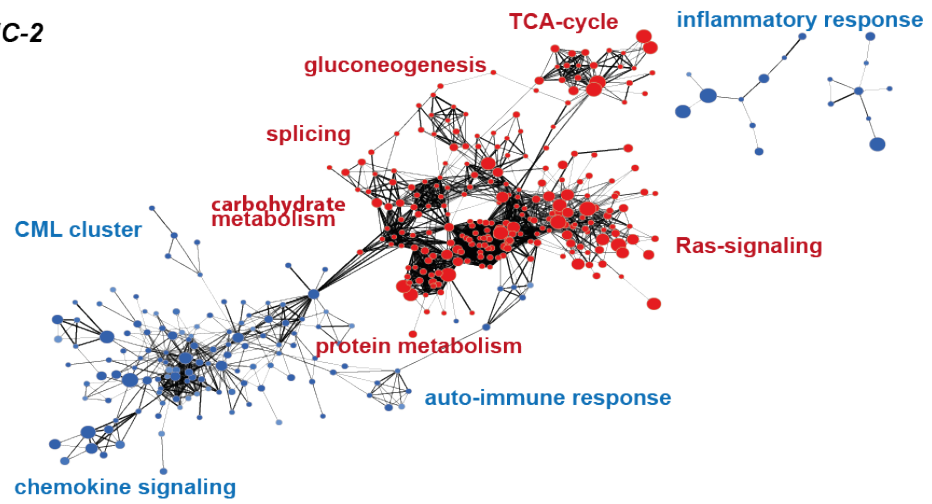 C-2
TCA-cycle
inflammatory response
gluconeogenesis
splicing
carbohydrate
metabolism
CML cluster
Ras-signaling
protein metabolism
auto-immune response
chemokine signaling